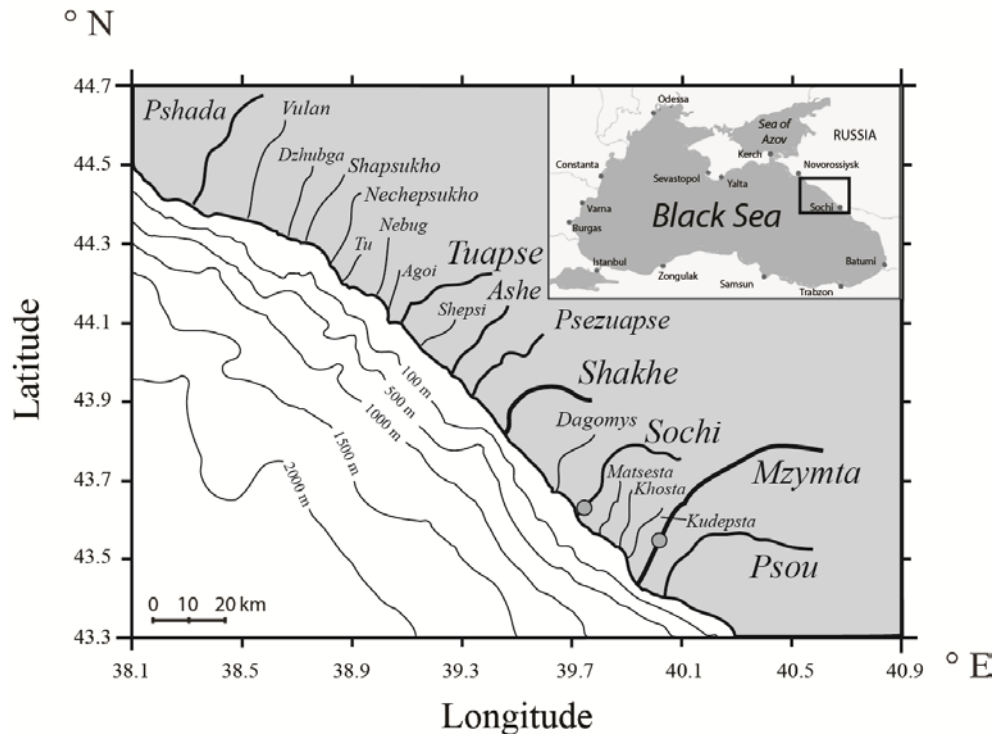 ° N
44.7
44.5
44.3
44.1
43.9
43.7
43.5
43.3
Latitude
Pshada
Vulan
Dzhubga
Shapsukho
Nechepsukho
Tu
Nebug
Agoi
Tuapse
Shepsi
Ashe
Psezuapse
Shakhe
Dagomys
Sochi
Matsesta
Khosta
Kudepsta
Mzymta
Psou
100 m
500 m
1000 m
1500 m
2000 m
0 10 20 km
Odessa
Sea of
Azov
RUSSIA
Kerch
Novorossiysk
Constanta
Sevastopol
Yalta
Sochi
Varna
Black Sea
Burgas
Istanbul
Zongulak
Samsun
Trabzon
Batumi
38.1 38.5 38.9 39.3 39.7 40.1 40.5 40.9
° E
Longitude